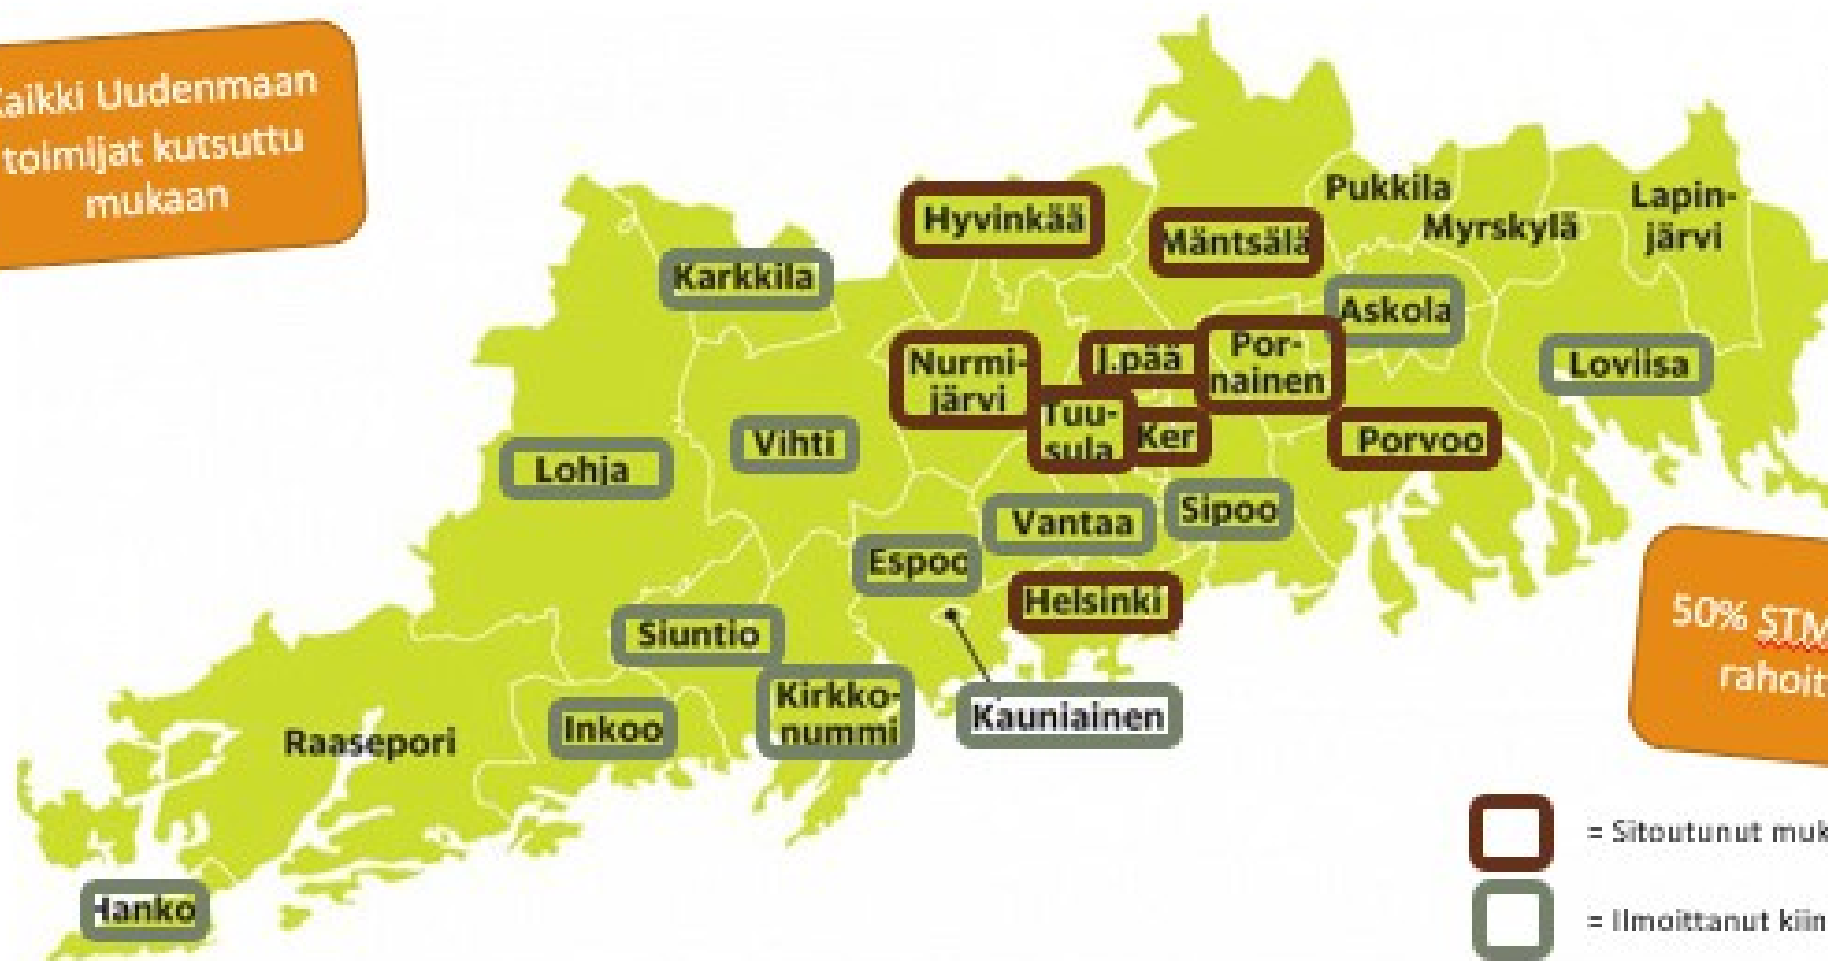 Kaikki Uudenmaan
toimijat kutsuttu
mukaan
Hyvinkää
Mäntsälä
Pukkila
Myrskylä
Lapin-
järvi
Karkkila
Askola
Nurmi-
järvi
J.pää
Por-
nainen
Loviisa
Tuu-
sula
Ker
Porvoo
Vihti
Lohja
Vantaa
Sipoo
Espoo
Helsinki
Siuntio
Kirkko-
nummi
Kauniainen
Inkoo
Raasepori
Hanko
50% STM
rahoit
= Sitoutunut muk
= Ilmoittanut kiin